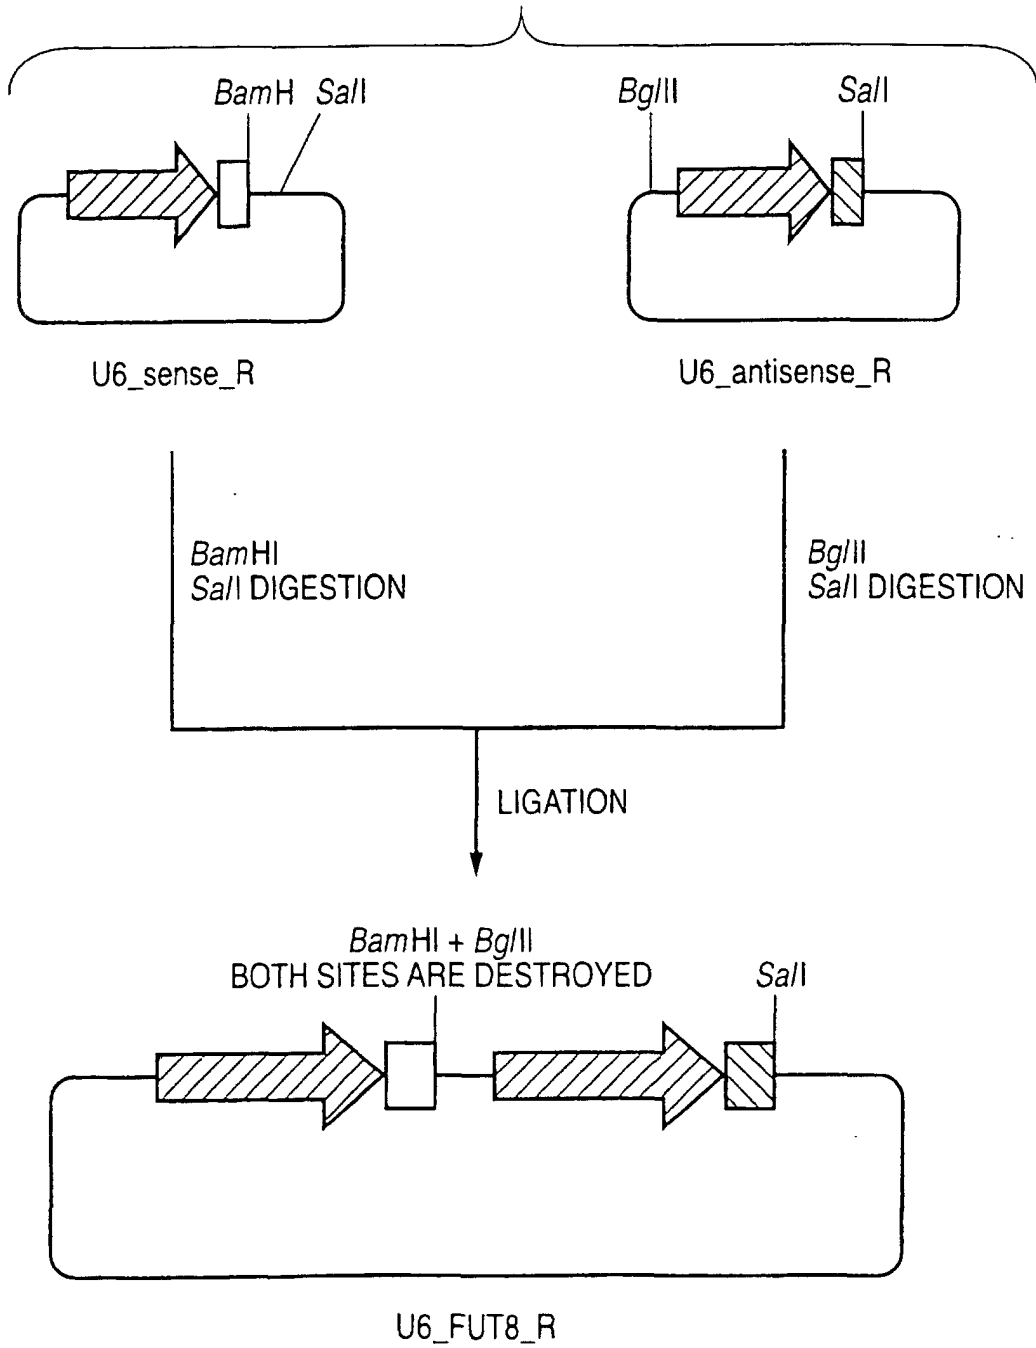 BamH SalI
BglII
SalI
U6_sense_R
U6_antisense_R
BamHI
SalI DIGESTION
BglII
SalI DIGESTION
LIGATION
BamHI + BglII
BOTH SITES ARE DESTROYED
SalI
U6_FUT8_R